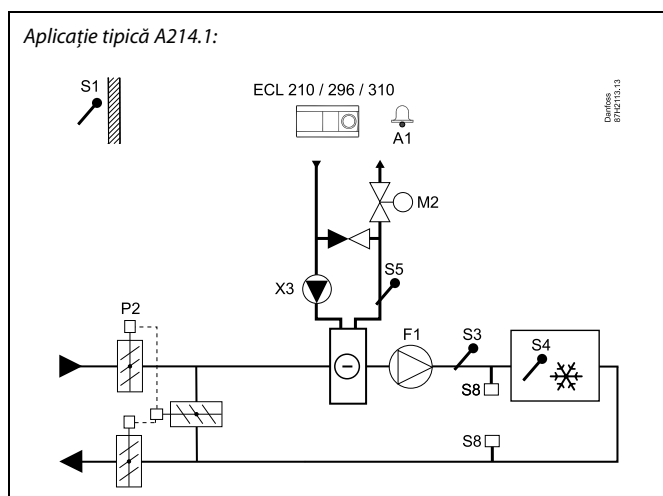 Aplicație tipică A214.1:
S1
ECL 210 / 296 / 310
A1
Danfoss
87H2113.13
M2
S5
X3
P2
F1
S3
S4
S8
S8